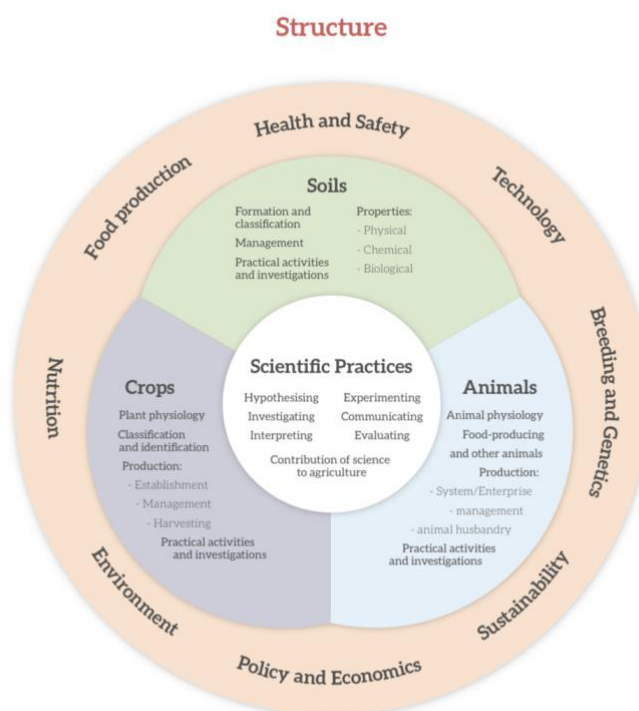 Structure
Health and Safety
Food production
Technology
Nutrition
Breeding and Genetics
Environment
Sustainability
Policy and Economics
Soils
Formation and
classification
Management
Practical activities
and investigations
Properties:
- Physical
- Chemical
- Biological
Scientific Practices
Hypothesising
Experimenting
Investigating
Communicating
Interpreting
Evaluating
Contribution of science
to agriculture
Crops
Plant physiology
Classification
and identification
Production:
- Establishment
- Management
- Harvesting
Practical activities
and investigations
Animals
Animal physiology
Food-producing
and other animals
Production:
- System/Enterprise
- management
- animal husbandry
Practical activities
and investigations